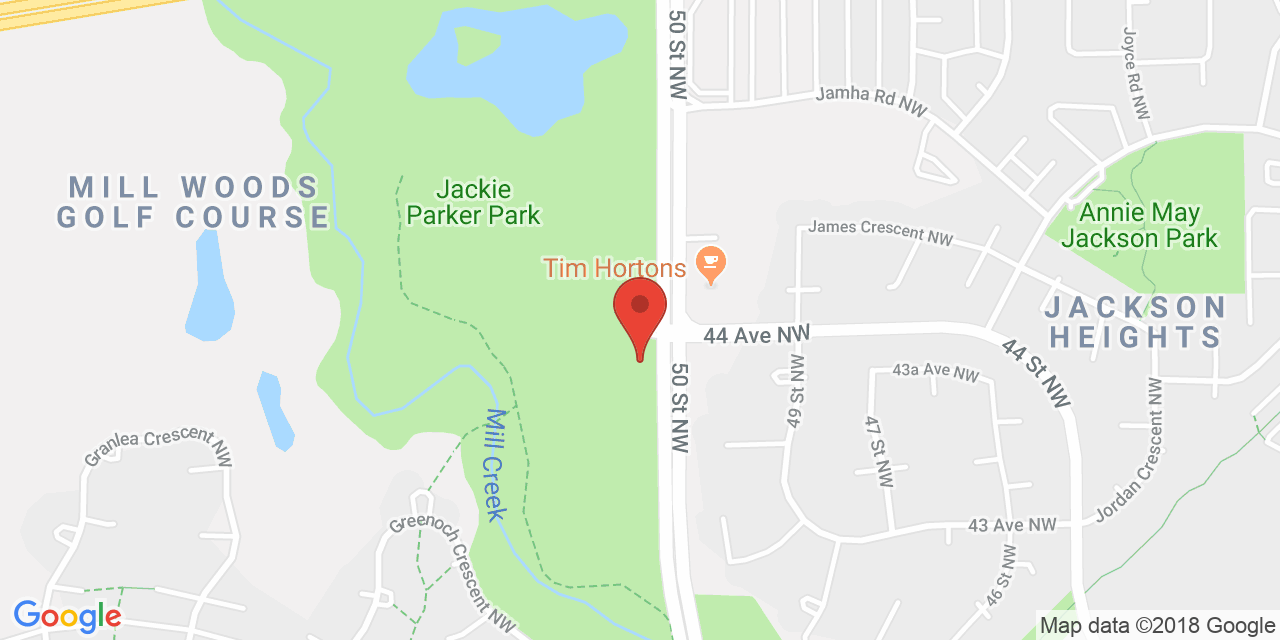 50 St NW
Jamha Rd NW
Joyce Rd NW
MILL WOODS
GOLF COURSE
Jackie
Parker Park
Annie May
Jackson Park
James Crescent NW
Tim Hortons
JACKSON
HEIGHTS
44 Ave NW
44 St NW
50 St NW
49 St NW
43a Ave NW
47 St NW
Jordan Crescent NW
Granlea Crescent NW
Mill Creek
Greenoch Crescent NW
43 Ave NW
46 St NW
Google
Map data ©2018 Google